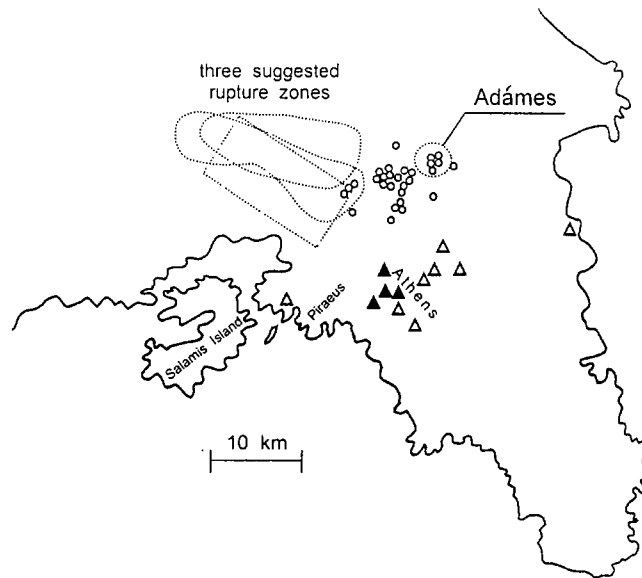 three suggested
rupture zones
Adámes
Athens
Piraeus
Salamis Island
10 km